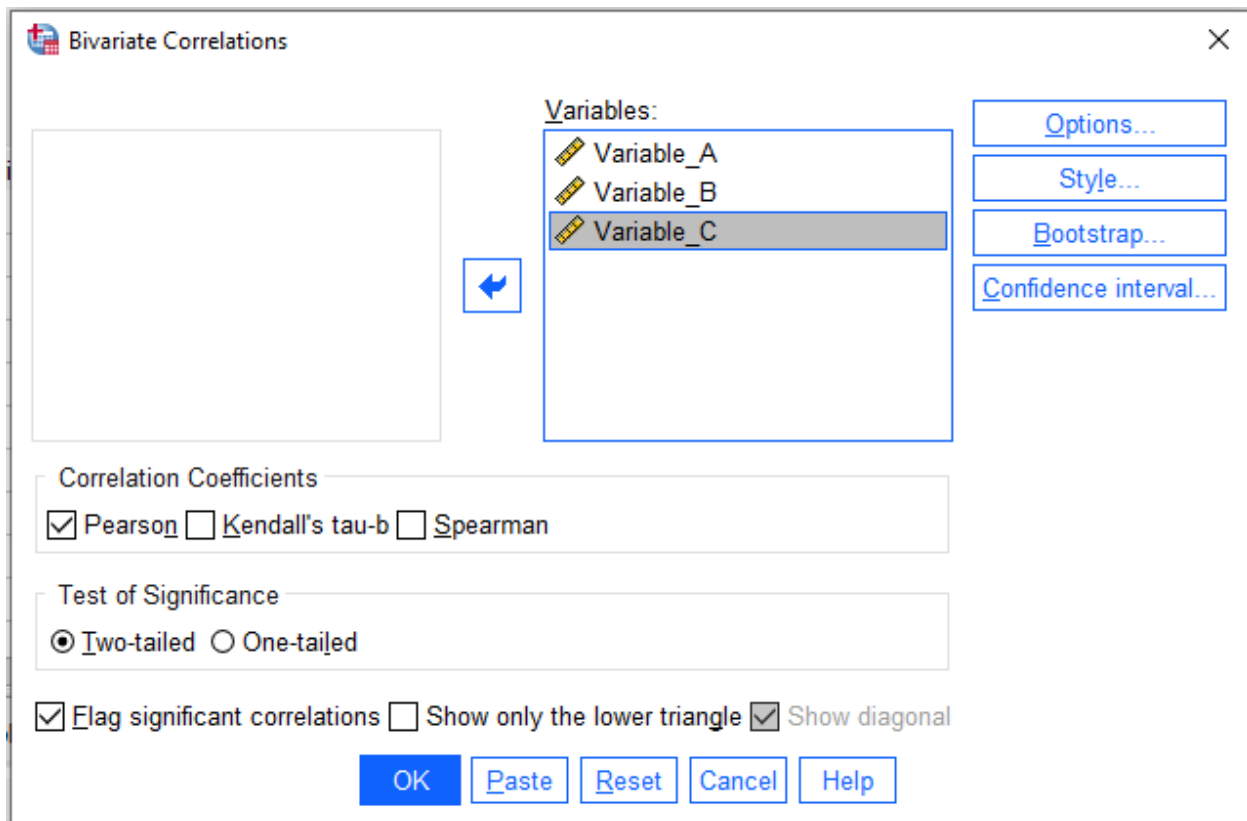 Bivariate Correlations
Variables:
Variable_A
Variable_B
Variable_C
Options...
Style...
Bootstrap...
Confidence interval...
Correlation Coefficients
Pearson Kendall's tau-b Spearman
Test of Significance
Two-tailed One-tailed
Flag significant correlations Show only the lower triangle Show diagonal
OK Paste Reset Cancel Help